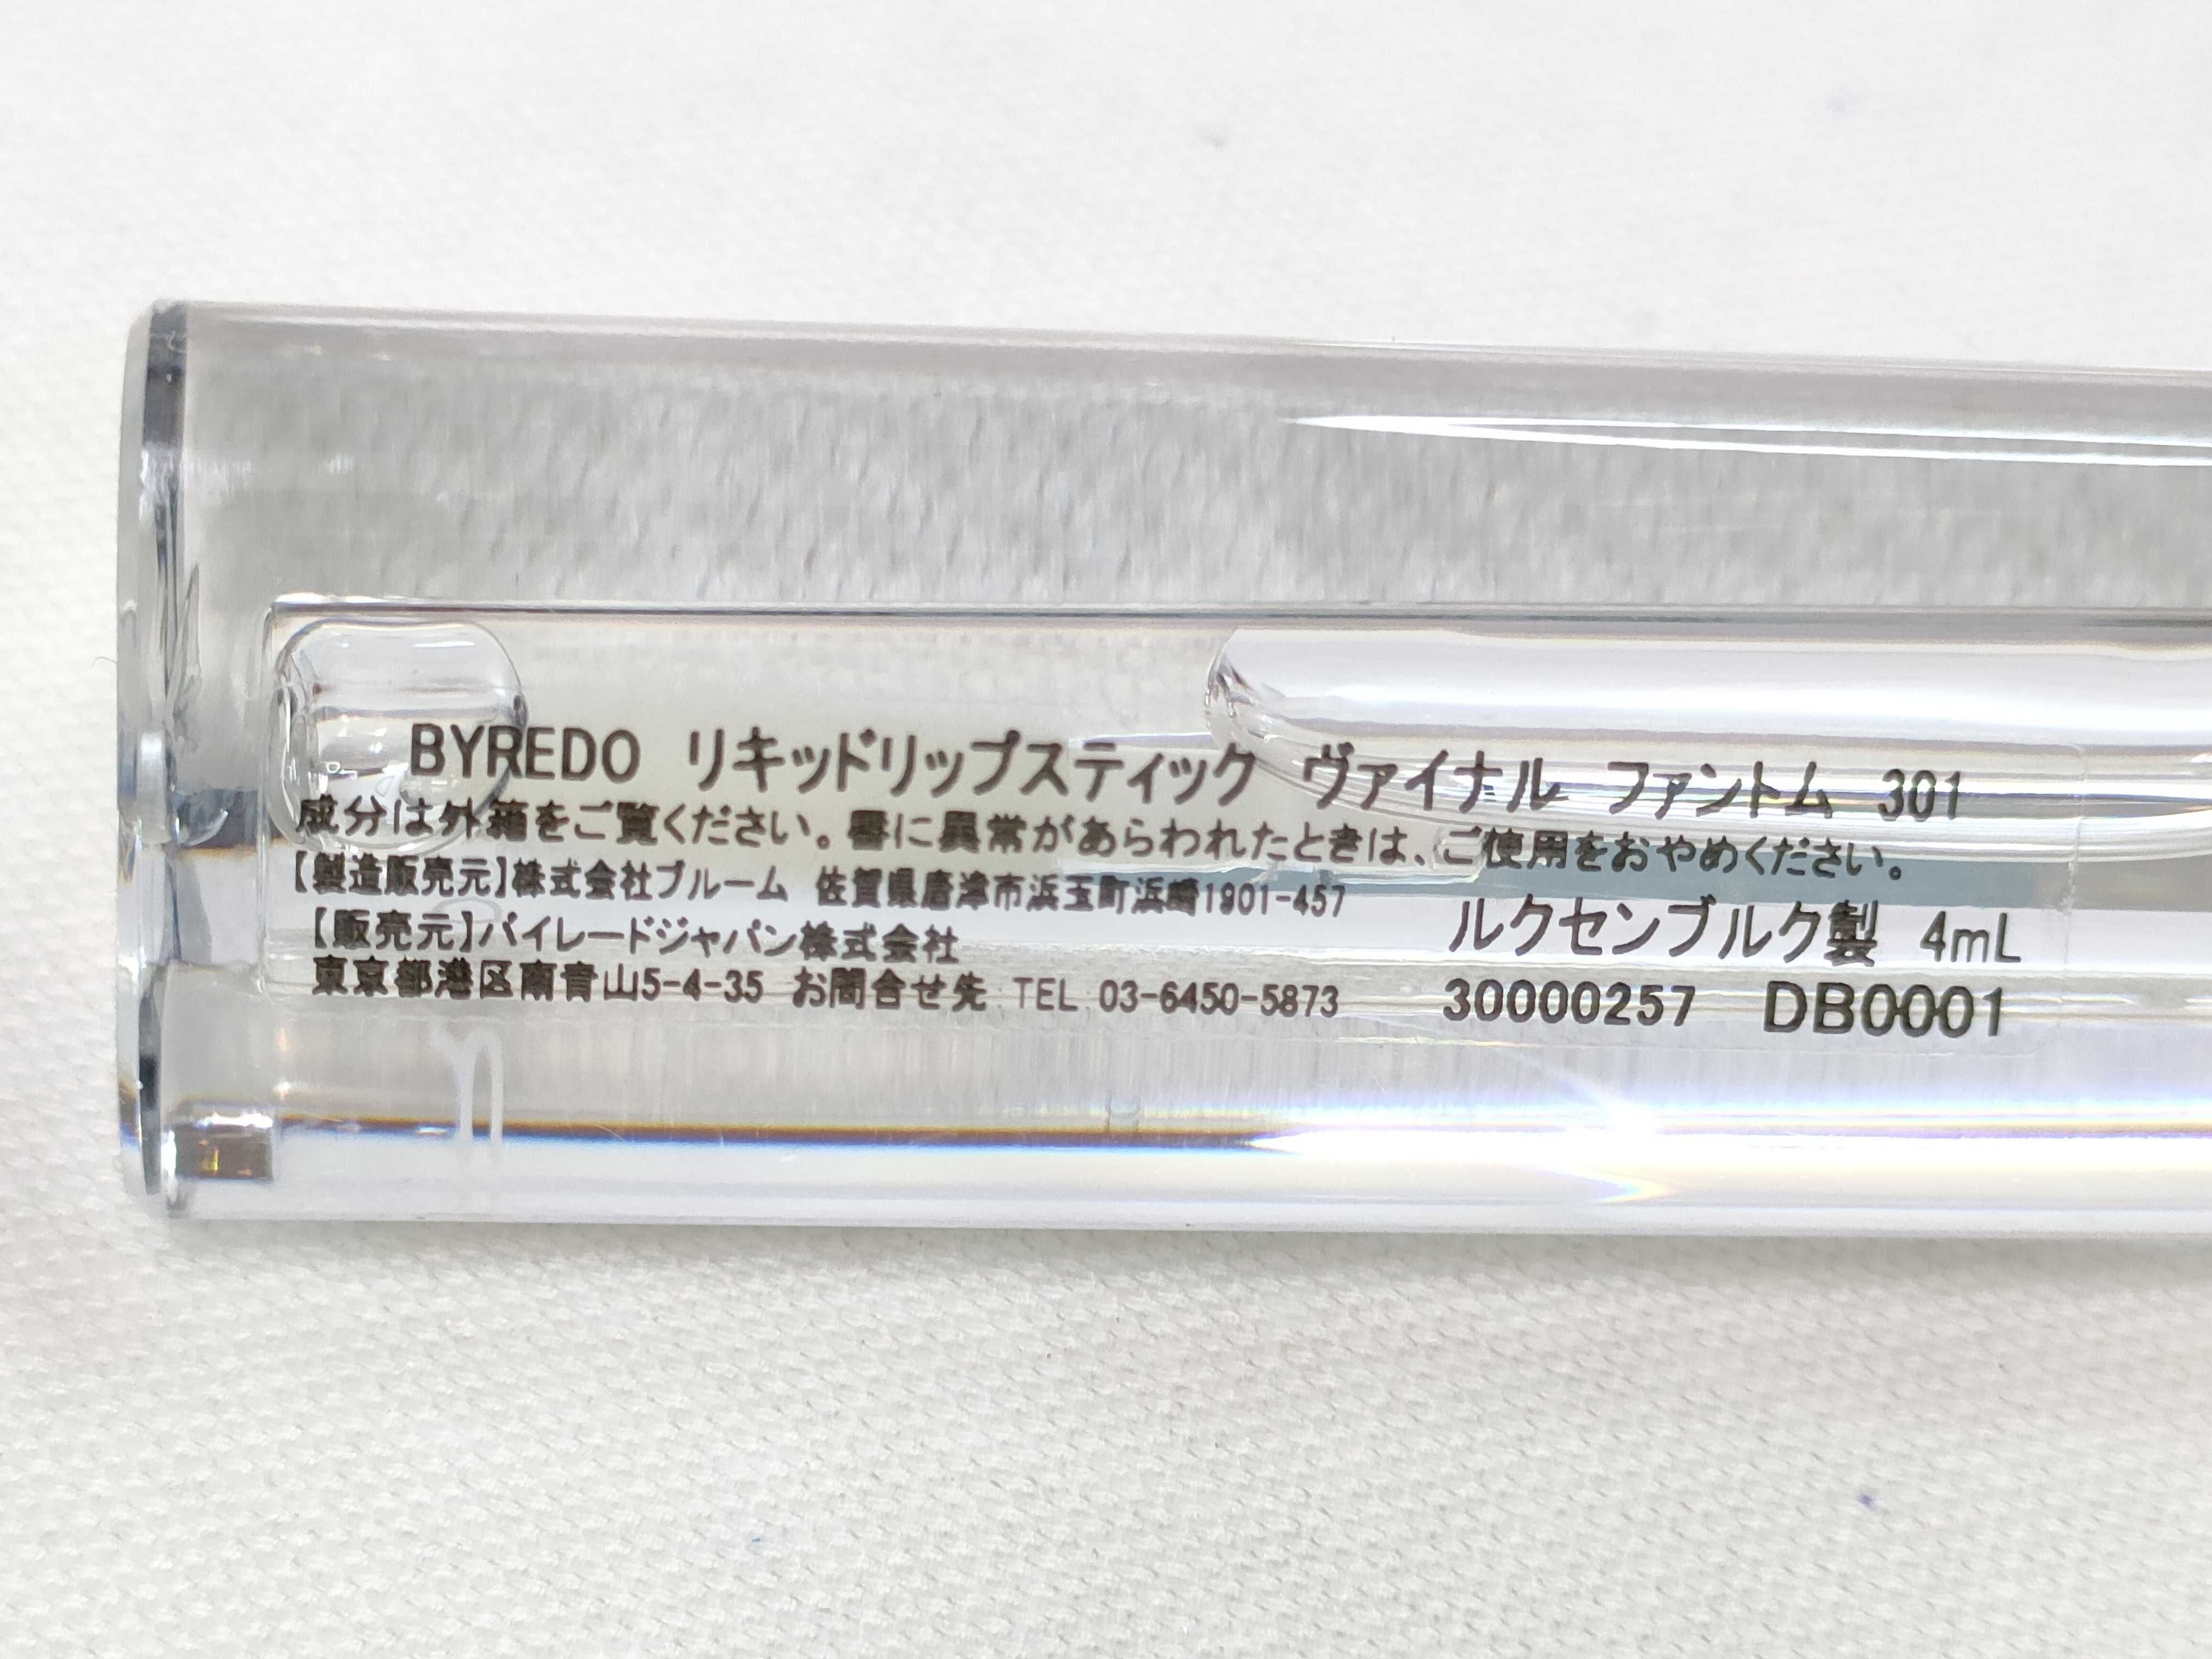 BYREDO リキッドリップスティック ヴァイナル ファントム 301
成分は外箱をご覧ください。唇に異常があらわれたときは、ご使用をおやめください。
【製造販売元】株式会社ブルーム 佐賀県唐津市浜玉町浜崎1901-457
【販売元】バイレードジャパン株式会社
ルクセンブルク製 4mL
東京都港区南青山5-4-35 お問合せ先 TEL 03-6450-5873
30000257 DB0001